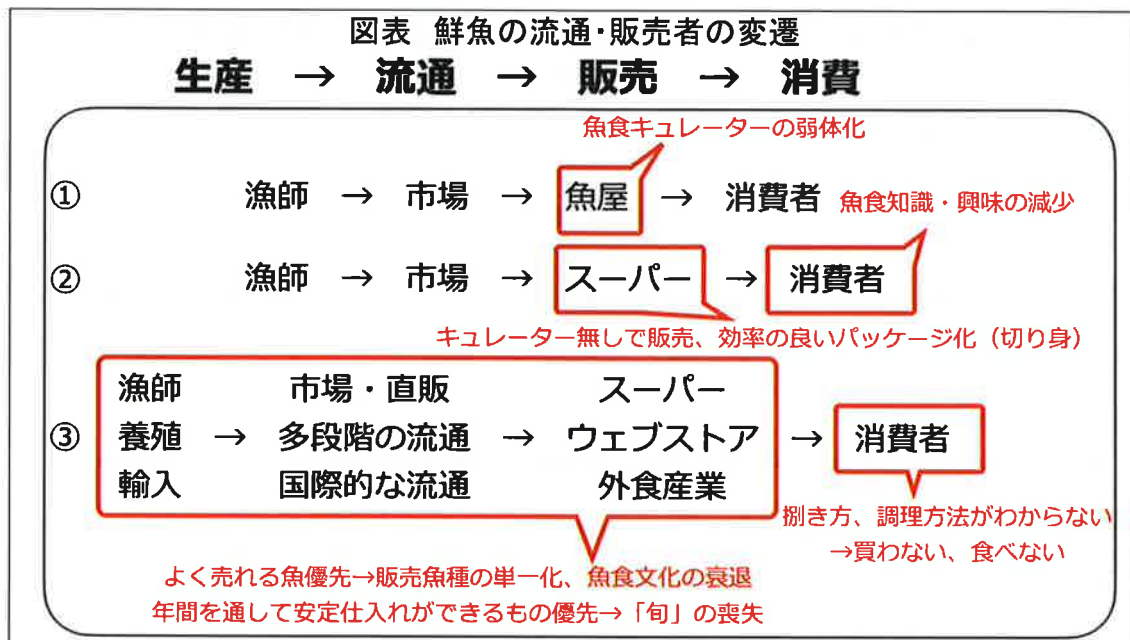 図表 鮮魚の流通・販売者の変遷
生産 → 流通 → 販売 → 消費
魚食キュレーターの弱体化
① 漁師 → 市場 → 魚屋 → 消費者 魚食知識・興味の減少
② 漁師 → 市場 → スーパー → 消費者
キュレーター無しで販売、効率の良いパッケージ化（切り身）
漁師 市場・直販 スーパー
③ 養殖 → 多段階の流通 → ウェブストア → 消費者
輸入 国際的な流通 外食産業
捌き方、調理方法がわからない
→買わない、食べない
よく売れる魚優先→販売魚種の単一化、魚食文化の衰退
年間を通して安定仕入れができるもの優先→「旬」の喪失